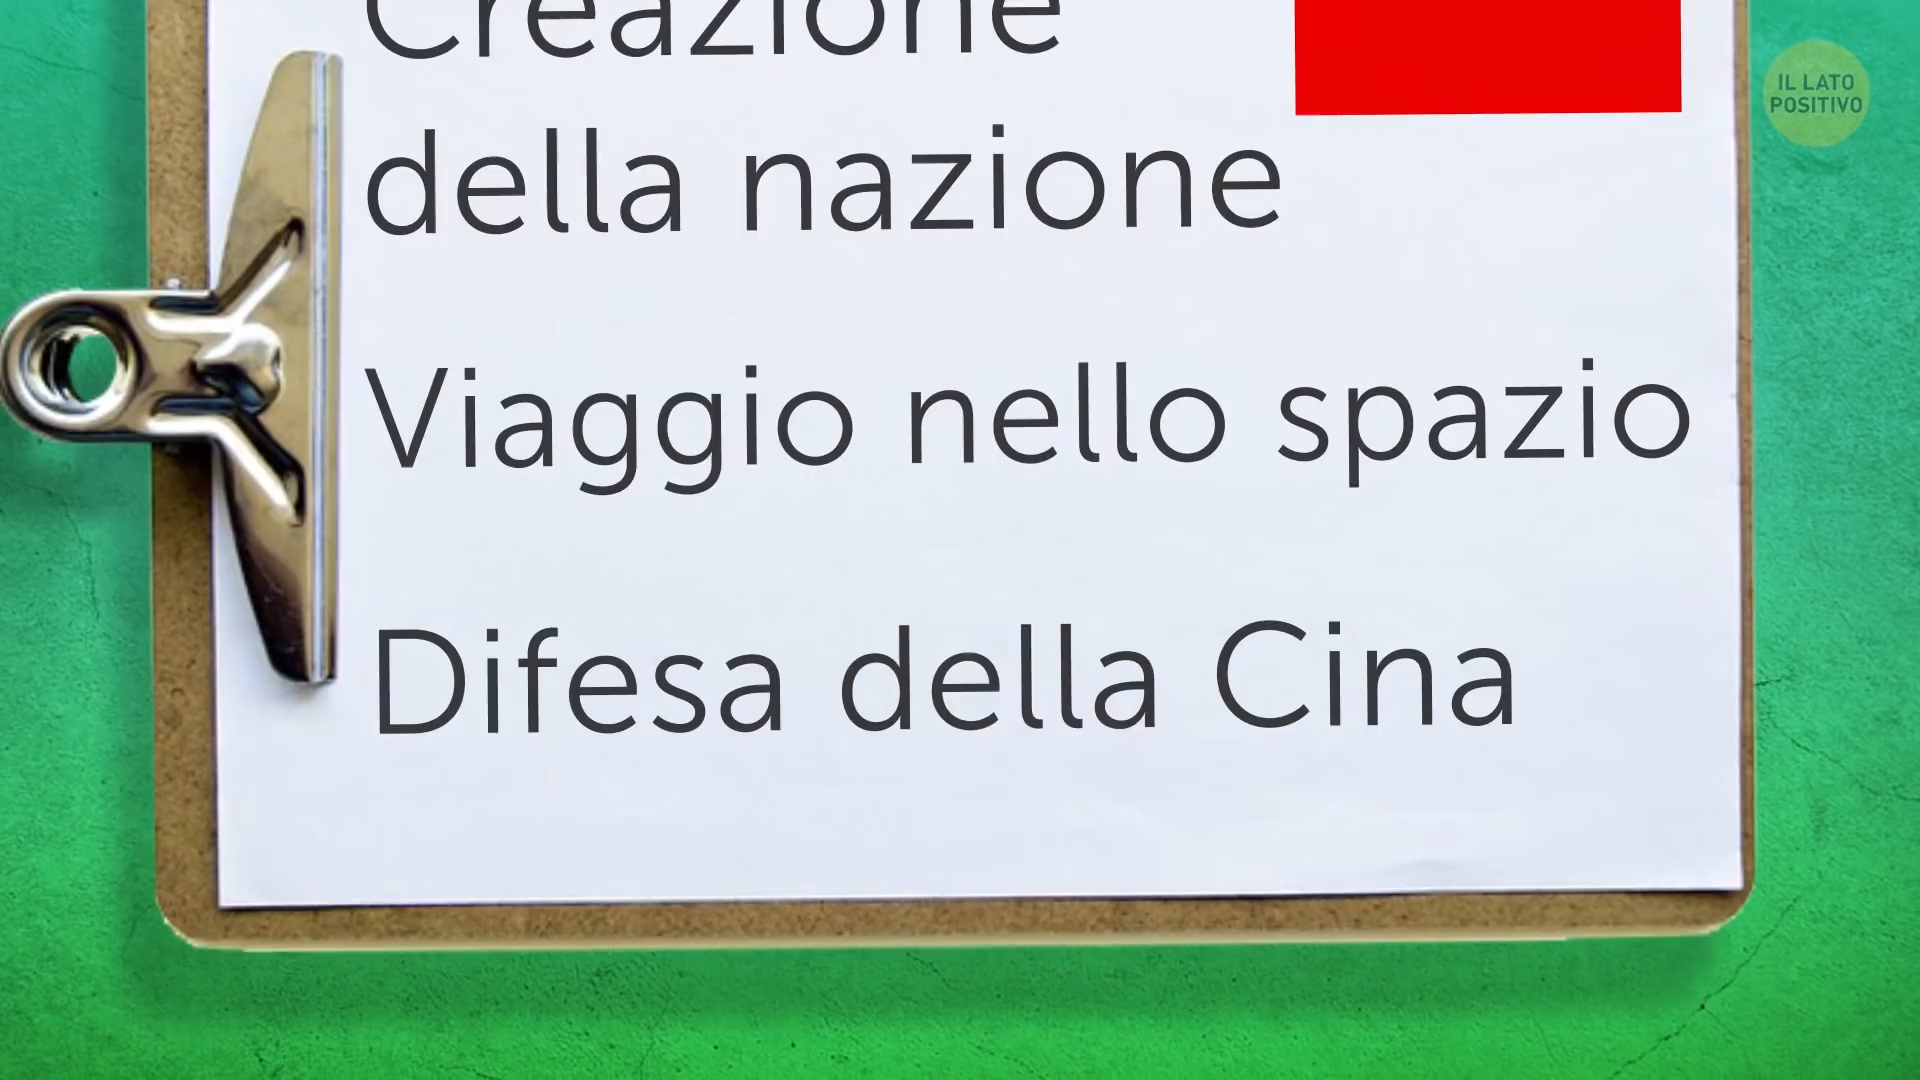 Creazione
della nazione
Viaggio nello spazio
Difesa della Cina
IL LATO
POSITIVO